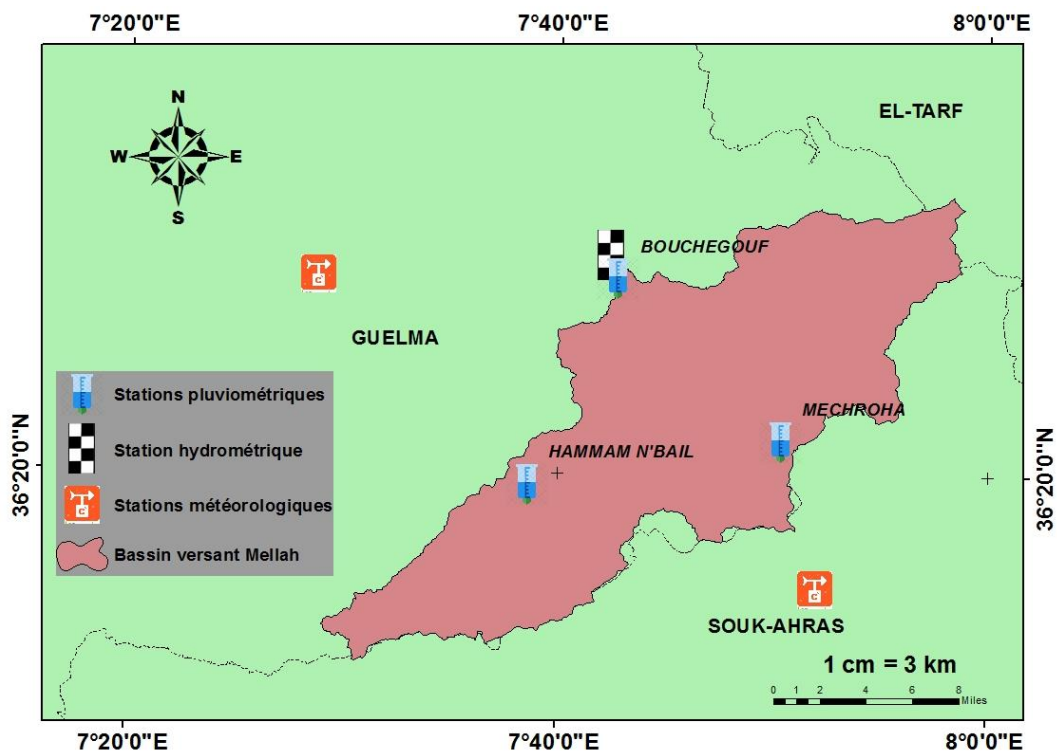 7°20'0"E
7°40'0"E
8°0'0"E
N
W
E
S
EL-TARF
BOUCHEGOUF
GUELMA
MECHROHA
HAMMAM N'BAIL
Stations pluviométriques
Station hydrométrique
Stations météorologiques
Bassin versant Mellah
36°20'0"N
36°20'0"N
SOUK-AHRAS
1 cm = 3 km
0 1 2 4 6 8
Miles
7°20'0"E
7°40'0"E
8°0'0"E